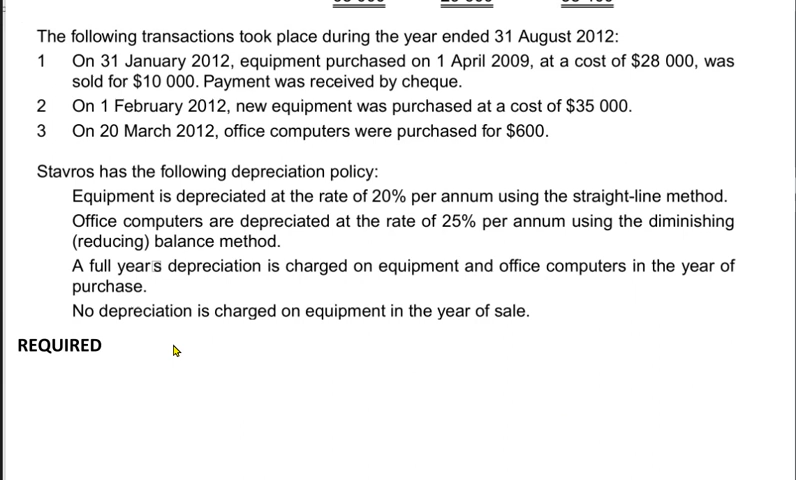 The following transactions took place during the year ended 31 August 2012:
1 On 31 January 2012, equipment purchased on 1 April 2009, at a cost of $28 000, was
sold for $10 000. Payment was received by cheque.
2 On 1 February 2012, new equipment was purchased at a cost of $35 000.
3 On 20 March 2012, office computers were purchased for $600.
Stavros has the following depreciation policy:
Equipment is depreciated at the rate of 20% per annum using the straight-line method.
Office computers are depreciated at the rate of 25% per annum using the diminishing
(reducing) balance method.
A full years depreciation is charged on equipment and office computers in the year of
purchase.
No depreciation is charged on equipment in the year of sale.
REQUIRED